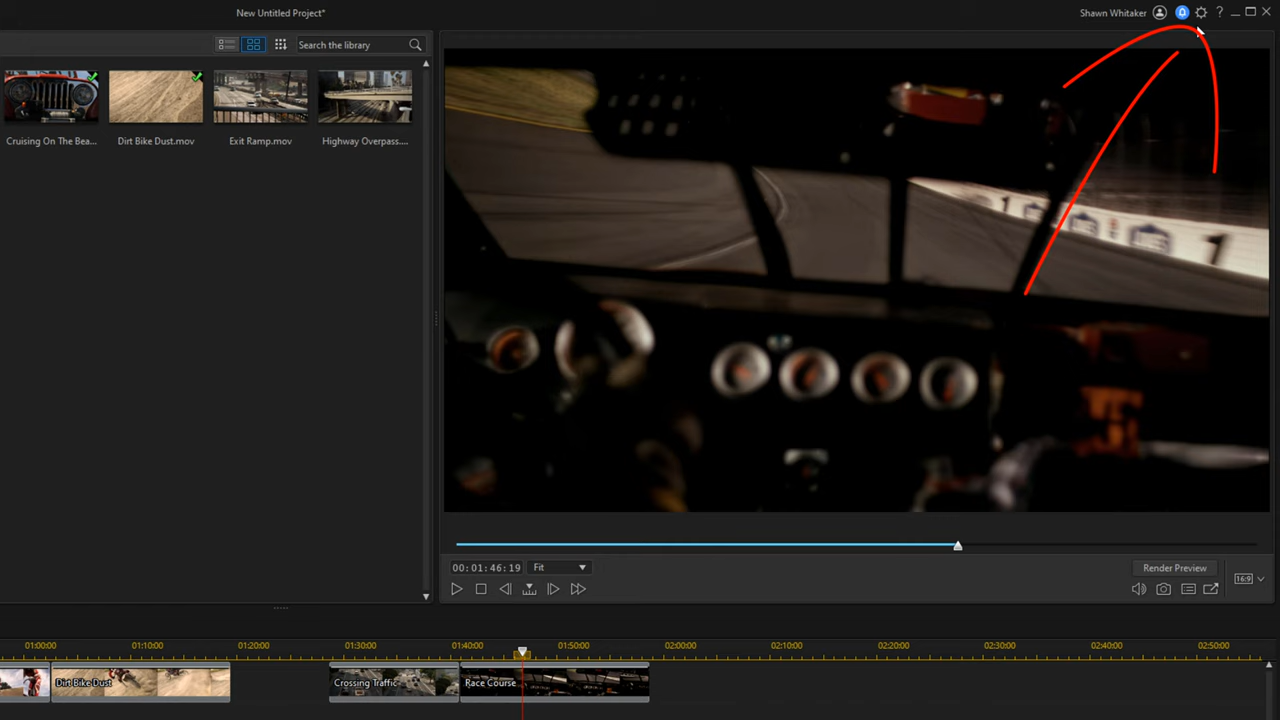 New Untitled Project*
Shawn Whitaker
?
Search the library
Cruising On The Bea...
Dirt Bike Dust.mov
Exit Ramp.mov
Highway Overpass....
1
1
00:01:46:19
Fit
Render Preview
16:9
01:00:00
01:10:00
01:20:00
01:30:00
01:40:00
01:50:00
02:00:00
02:10:00
02:20:00
02:30:00
02:40:00
02:50:00
Dirt Bike Dust
Crossing Traffic
Race Course